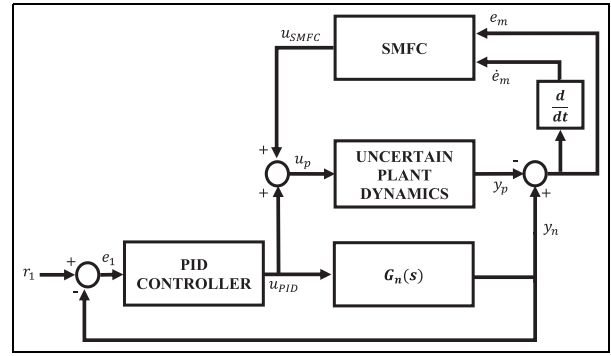 e_m
u_SMFC
SMFC
ė_m
d
dt
+
u_p
UNCERTAIN
PLANT
DYNAMICS
-
y_p
+
+
y_n
r_1
+
e_1
PID
CONTROLLER
u_PID
G_n(s)
-